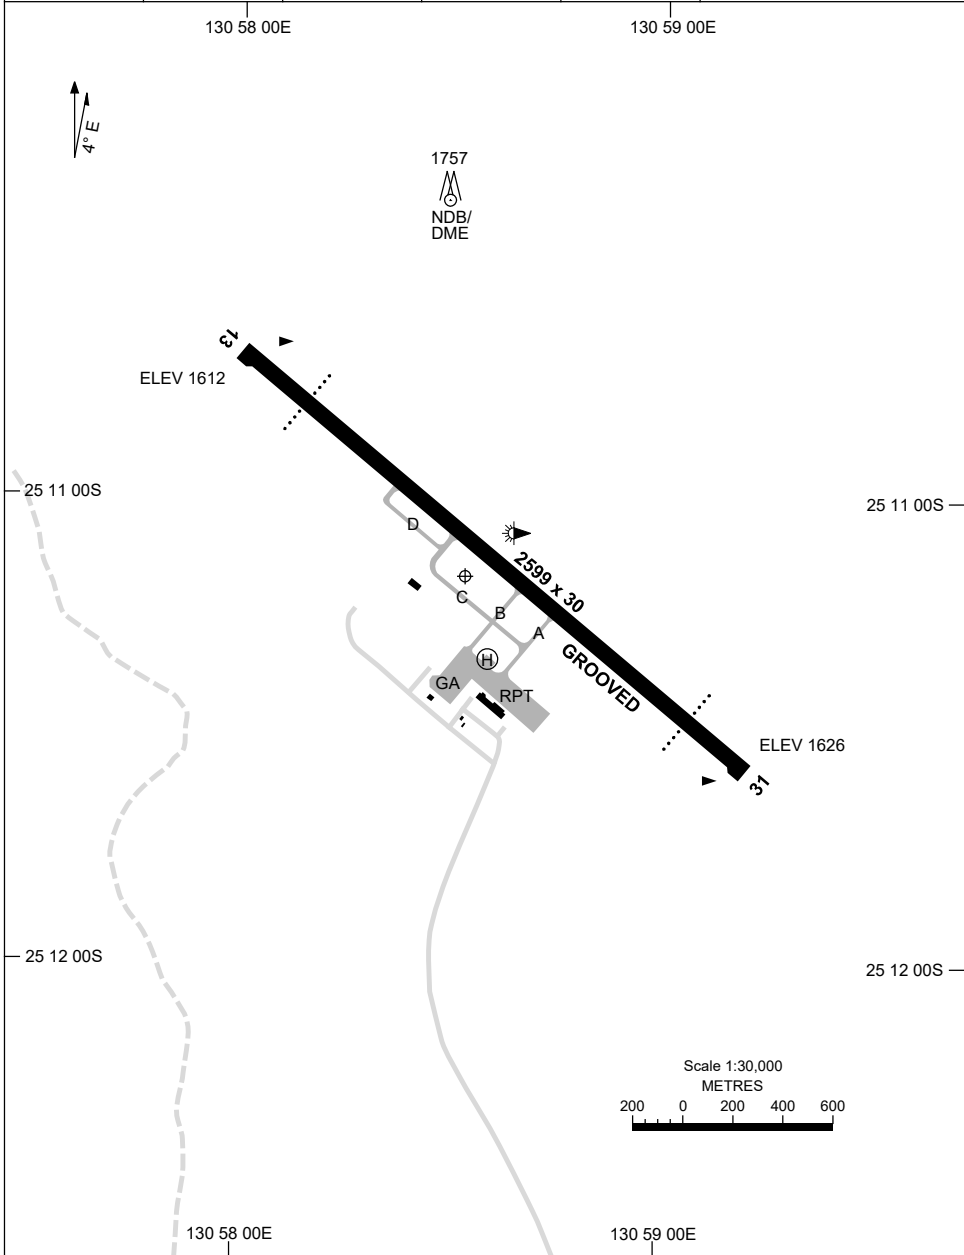 130 58 00E
130 59 00E
4° E
1757
NDB/
DME
13
ELEV 1612
25 11 00S
25 11 00S
D
2599 x 30
C
B
A
GROOVED
H
GA
RPT
ELEV 1626
31
25 12 00S
25 12 00S
Scale 1:30,000
METRES
200 0 200 400 600
130 58 00E
130 59 00E